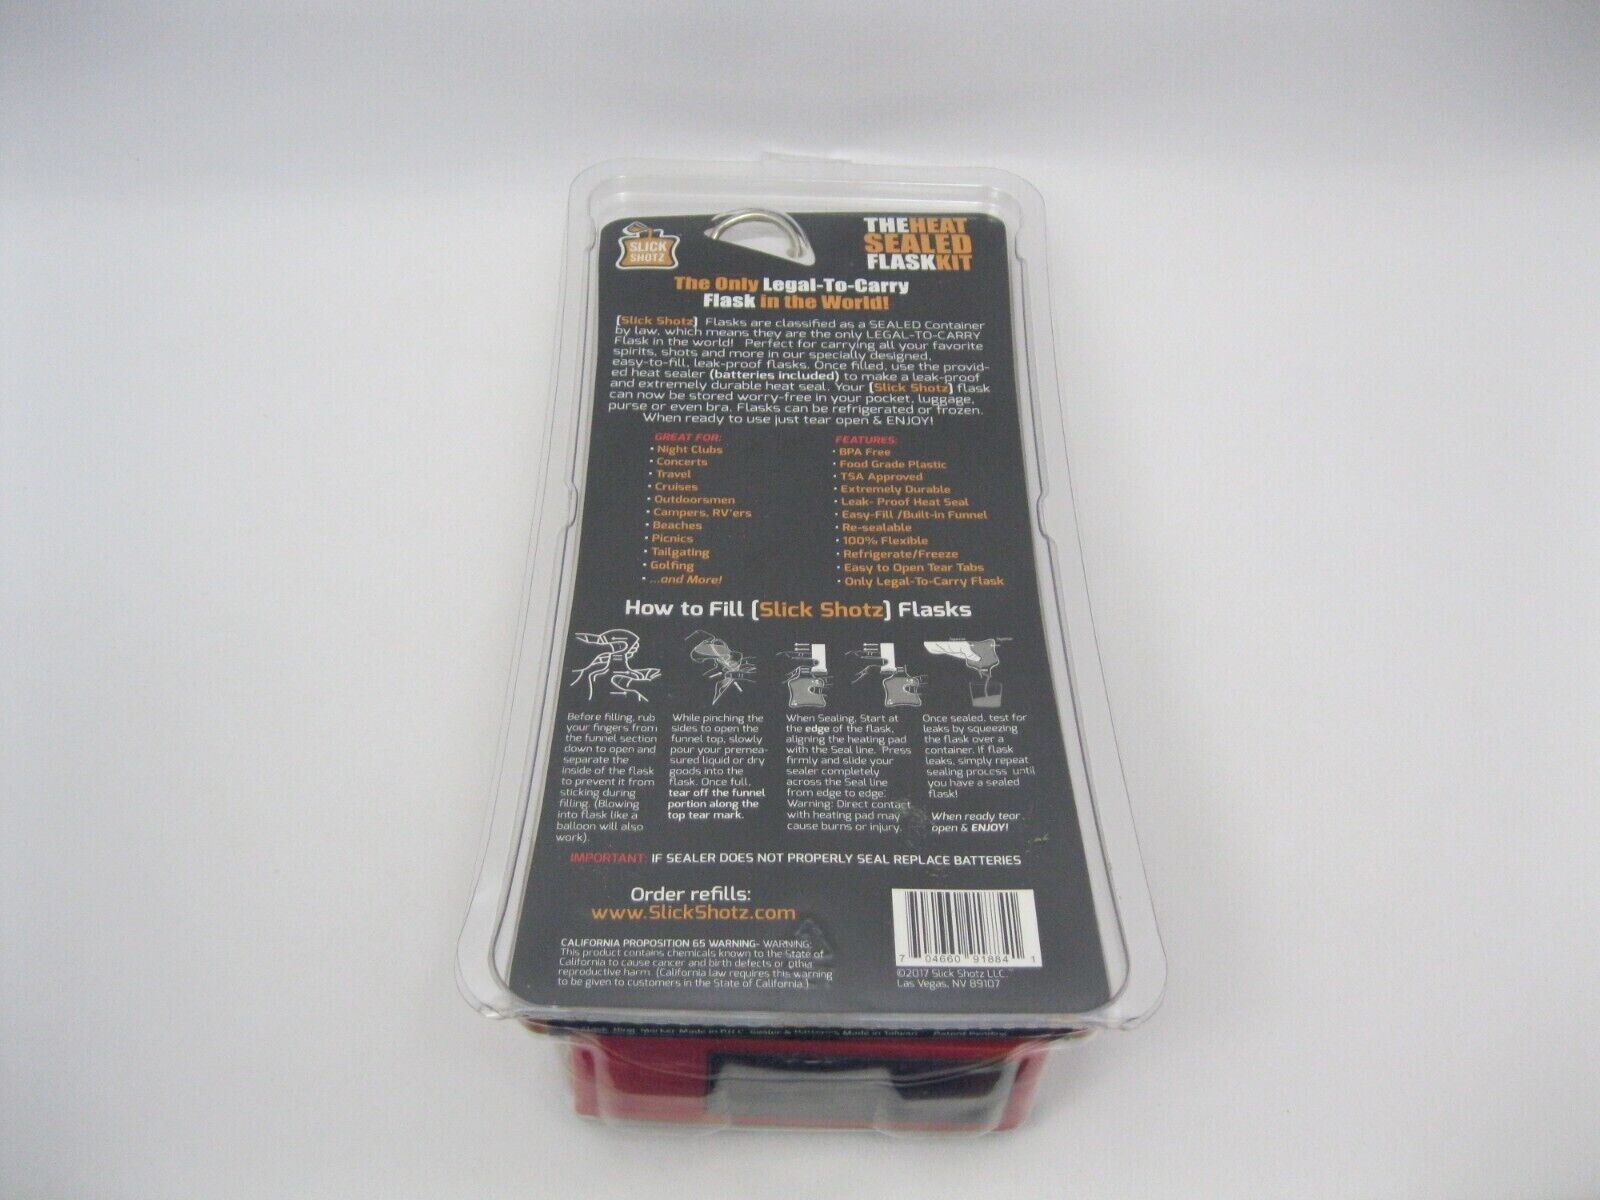 SLICK
SHOTZ
THEHEAT
SEALED
FLASKKIT
The Only Legal-To-Carry
Flask in the World!
[Slick Shotz] Flasks are classified as a SEALED Container
by law, which means they are the only LEGAL-TO-CARRY
Flask in the world! Perfect for carrying all your favorite
spirits, shots and more in our specially designed,
easy-to-fill, leak-proof flasks. Once filled, use the provid-
ed heat sealer (batteries included) to make a leak-proof
and extremely durable heat seal. Your [Slick Shotz] flask
can now be stored worry-free in your pocket, luggage,
purse or even bra. Flasks can be refrigerated or frozen.
When ready to use just tear open & ENJOY!
GREAT FOR:
• Night Clubs
• Concerts
• Travel
• Cruises
• Outdoorsmen
• Campers, RV'ers
• Beaches
• Picnics
• Tailgating
• Golfing
• ...and More!
FEATURES:
• BPA Free
• Food Grade Plastic
• TSA Approved
• Extremely Durable
• Leak- Proof Heat Seal
• Easy-Fill /Built-in Funnel
• Re-sealable
• 100% Flexible
• Refrigerate/Freeze
• Easy to Open Tear Tabs
• Only Legal-To-Carry Flask
How to Fill [Slick Shotz] Flasks
Before filling, rub
your fingers from
the funnel section
down to open and
separate the
inside of the flask
to prevent it from
sticking during
filling. (Blowing
into flask like a
balloon will also
work).
While pinching the
sides to open the
funnel top, slowly
pour your premea-
sured liquid or dry
goods into the
flask. Once full,
tear off the funnel
portion along the
top tear mark.
When Sealing, Start at
the edge of the flask,
aligning the heating pad
with the Seal line. Press
firmly and slide your
sealer completely
across the Seal line
from edge to edge.
Warning: Direct contact
with heating pad may
cause burns or injury.
Once sealed, test for
leaks by squeezing
the flask over a
container. If flask
leaks, simply repeat
sealing process until
you have a sealed
flask!
When ready tear
open & ENJOY!
IMPORTANT: IF SEALER DOES NOT PROPERLY SEAL REPLACE BATTERIES
Order refills:
www.SlickShotz.com
CALIFORNIA PROPOSITION 65 WARNING- WARNING:
This product contains chemicals known to the State of
California to cause cancer and birth defects or other
reproductive harm. (California law requires this warning
to be given to customers in the State of California.)
7 04660 91884 1
©2017 Slick Shotz LLC.
Las Vegas, NV 89107
Made in Taiwan